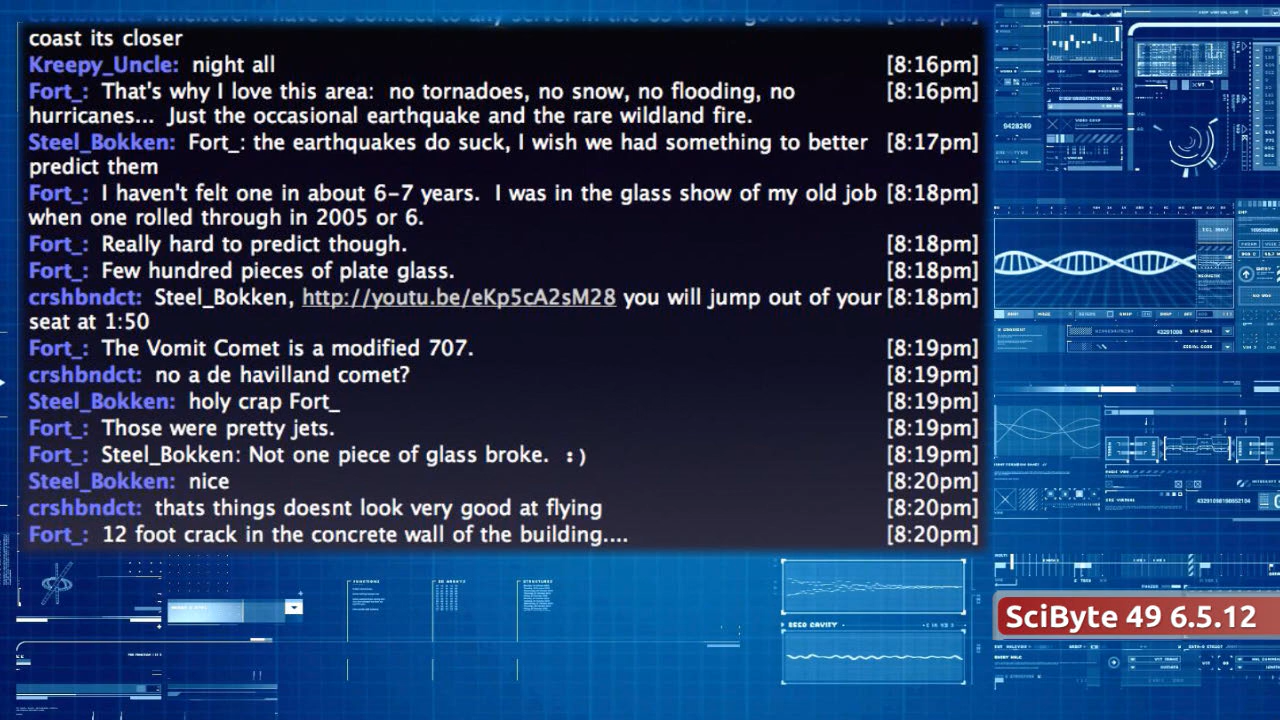 coast its closer
Kreepy_Uncle: night all [8:16pm]
Fort_: That's why I love this area: no tornadoes, no snow, no flooding, no [8:16pm]
hurricanes... Just the occasional earthquake and the rare wildland fire.
Steel_Bokken: Fort_: the earthquakes do suck, I wish we had something to better [8:17pm]
predict them
Fort_: I haven't felt one in about 6-7 years. I was in the glass show of my old job [8:18pm]
when one rolled through in 2005 or 6.
Fort_: Really hard to predict though. [8:18pm]
Fort_: Few hundred pieces of plate glass. [8:18pm]
crshbndct: Steel_Bokken, http://youtu.be/eKp5cA2sM28 you will jump out of your [8:18pm]
seat at 1:50
Fort_: The Vomit Comet is a modified 707. [8:19pm]
crshbndct: no a de havilland comet? [8:19pm]
Steel_Bokken: holy crap Fort_ [8:19pm]
Fort_: Those were pretty jets. [8:19pm]
Fort_: Steel_Bokken: Not one piece of glass broke. :) [8:19pm]
Steel_Bokken: nice [8:20pm]
crshbndct: thats things doesnt look very good at flying [8:20pm]
Fort_: 12 foot crack in the concrete wall of the building.... [8:20pm]
9428249
SciByte 49 6.5.12